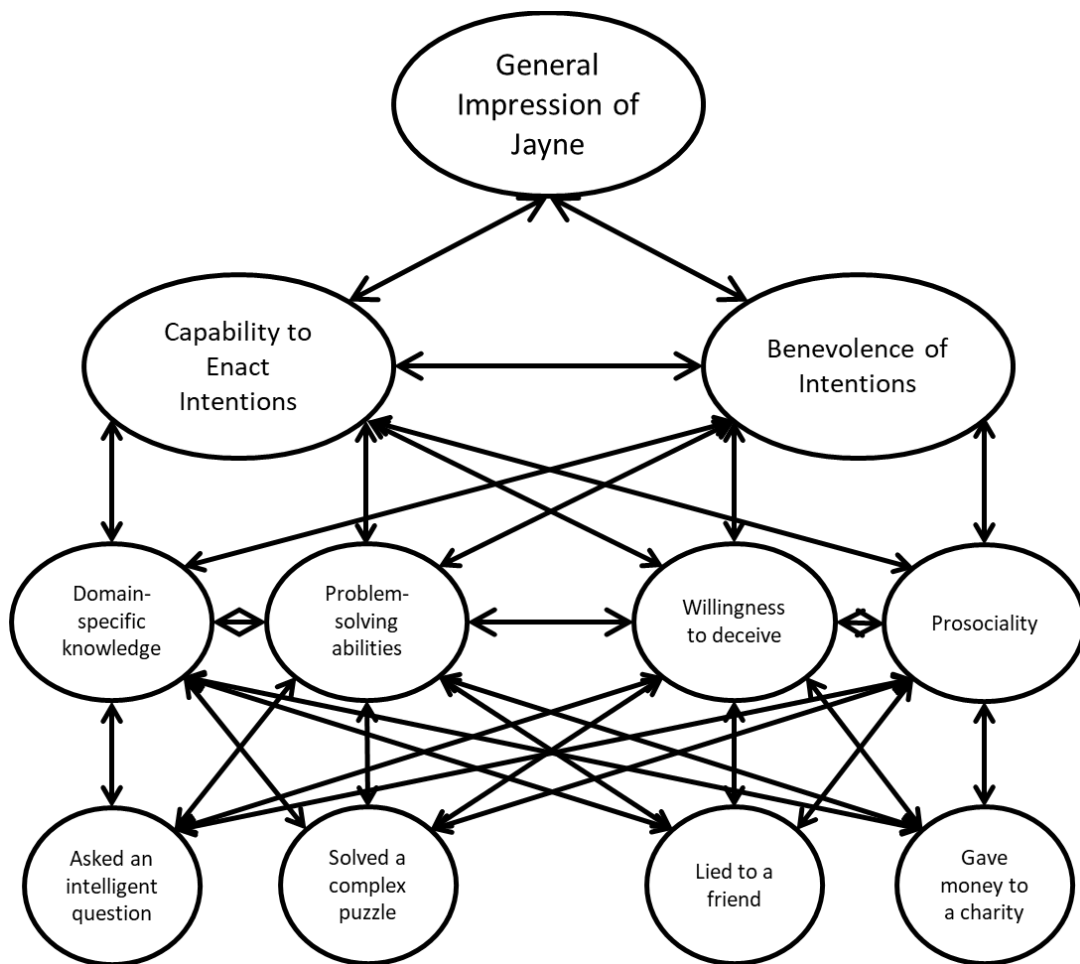 General
Impression of
Jayne
Capability to
Enact
Intentions
Benevolence of
Intentions
Domain-
specific
knowledge
Problem-
solving
abilities
Willingness
to deceive
Prosociality
Asked an
intelligent
question
Solved a
complex
puzzle
Lied to a
friend
Gave
money to
a charity